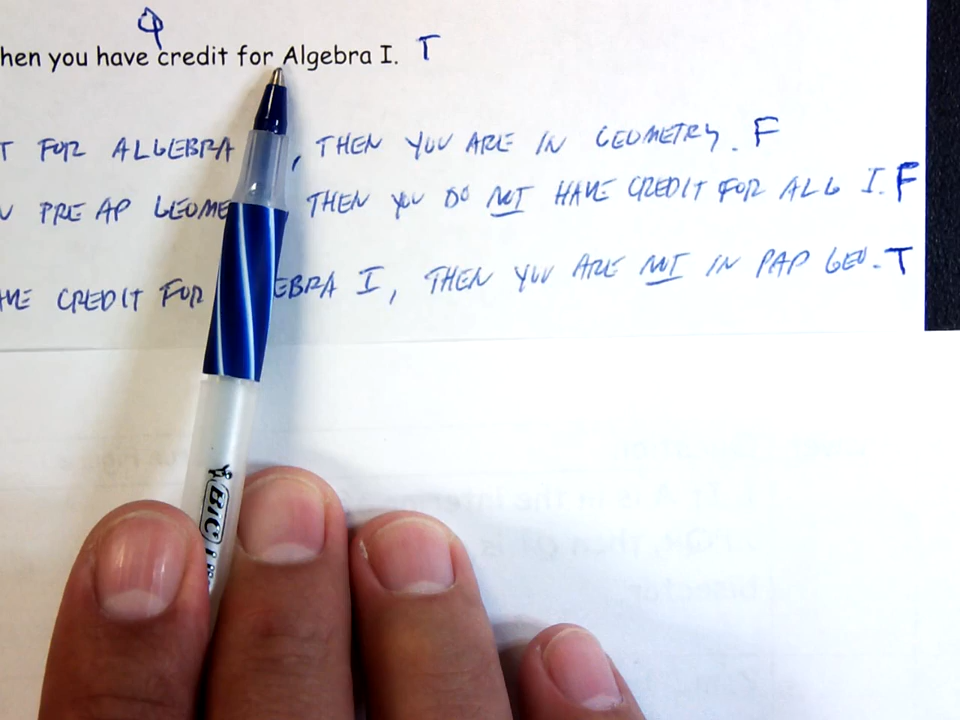 Q
hen you have credit for Algebra I. T
T FOR ALGEBRA , THEN YOU ARE IN GEOMETRY. F
N PRE AP GEOME THEN YOU DO NOT HAVE CREDIT FOR ALG I. F
AVE CREDIT FOR EBRA I, THEN YOU ARE NOT IN PAP GEO. T
BIC